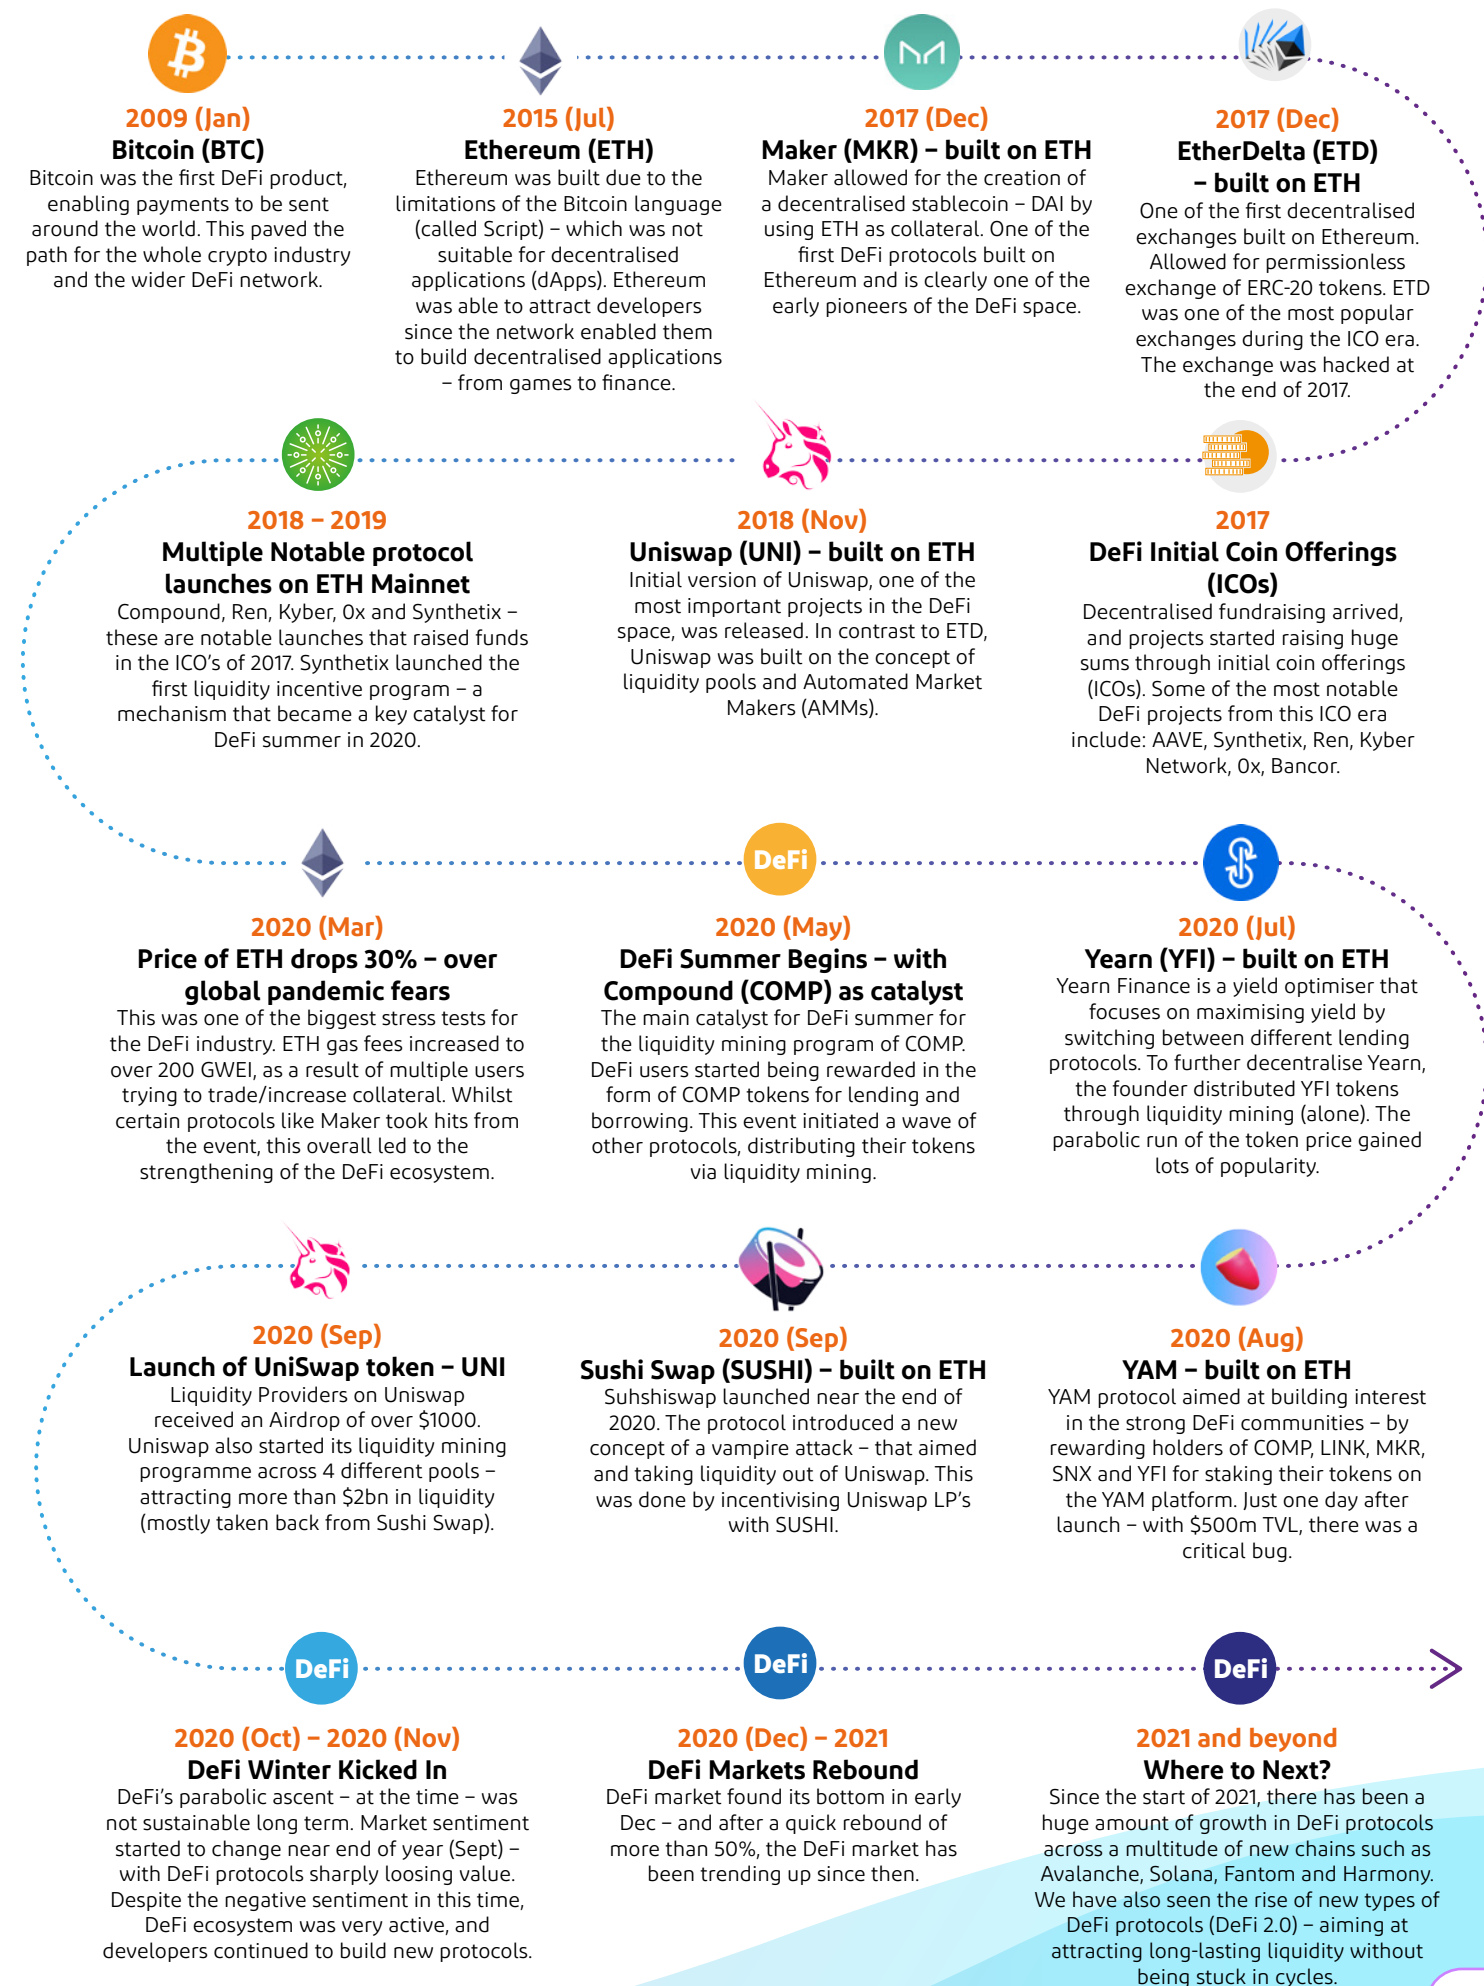 2009 (Jan)
Bitcoin (BTC)
Bitcoin was the first DeFi product,
enabling payments to be sent
around the world. This paved the
path for the whole crypto industry
and the wider DeFi network.
2015 (Jul)
Ethereum (ETH)
Ethereum was built due to the
limitations of the Bitcoin language
(called Script) – which was not
suitable for decentralised
applications (dApps). Ethereum
was able to attract developers
since the network enabled them
to build decentralised applications
– from games to finance.
2017 (Dec)
Maker (MKR) – built on ETH
Maker allowed for the creation of
a decentralised stablecoin – DAI by
using ETH as collateral. One of the
first DeFi protocols built on
Ethereum and is clearly one of the
early pioneers of the DeFi space.
2017 (Dec)
EtherDelta (ETD)
– built on ETH
One of the first decentralised
exchanges built on Ethereum.
Allowed for permissionless
exchange of ERC-20 tokens. ETD
was one of the most popular
exchanges during the ICO era.
The exchange was hacked at
the end of 2017.
2018 – 2019
Multiple Notable protocol
launches on ETH Mainnet
Compound, Ren, Kyber, 0x and Synthetix –
these are notable launches that raised funds
in the ICO's of 2017. Synthetix launched the
first liquidity incentive program – a
mechanism that became a key catalyst for
DeFi summer in 2020.
2018 (Nov)
Uniswap (UNI) – built on ETH
Initial version of Uniswap, one of the
most important projects in the DeFi
space, was released. In contrast to ETD,
Uniswap was built on the concept of
liquidity pools and Automated Market
Makers (AMMs).
2017
DeFi Initial Coin Offerings
(ICOs)
Decentralised fundraising arrived,
and projects started raising huge
sums through initial coin offerings
(ICOs). Some of the most notable
DeFi projects from this ICO era
include: AAVE, Synthetix, Ren, Kyber
Network, 0x, Bancor.
2020 (Mar)
Price of ETH drops 30% – over
global pandemic fears
This was one of the biggest stress tests for
the DeFi industry. ETH gas fees increased to
over 200 GWEI, as a result of multiple users
trying to trade/increase collateral. Whilst
certain protocols like Maker took hits from
the event, this overall led to the
strengthening of the DeFi ecosystem.
DeFi
2020 (May)
DeFi Summer Begins – with
Compound (COMP) as catalyst
The main catalyst for DeFi summer for
the liquidity mining program of COMP.
DeFi users started being rewarded in the
form of COMP tokens for lending and
borrowing. This event initiated a wave of
other protocols, distributing their tokens
via liquidity mining.
2020 (Jul)
Yearn (YFI) – built on ETH
Yearn Finance is a yield optimiser that
focuses on maximising yield by
switching between different lending
protocols. To further decentralise Yearn,
the founder distributed YFI tokens
through liquidity mining (alone). The
parabolic run of the token price gained
lots of popularity.
2020 (Sep)
Launch of UniSwap token – UNI
Liquidity Providers on Uniswap
received an Airdrop of over $1000.
Uniswap also started its liquidity mining
programme across 4 different pools –
attracting more than $2bn in liquidity
(mostly taken back from Sushi Swap).
2020 (Sep)
Sushi Swap (SUSHI) – built on ETH
Suhshiswap launched near the end of
2020. The protocol introduced a new
concept of a vampire attack – that aimed
and taking liquidity out of Uniswap. This
was done by incentivising Uniswap LP's
with SUSHI.
2020 (Aug)
YAM – built on ETH
YAM protocol aimed at building interest
in the strong DeFi communities – by
rewarding holders of COMP, LINK, MKR,
SNX and YFI for staking their tokens on
the YAM platform. Just one day after
launch – with $500m TVL, there was a
critical bug.
DeFi
2020 (Oct) – 2020 (Nov)
DeFi Winter Kicked In
DeFi's parabolic ascent – at the time – was
not sustainable long term. Market sentiment
started to change near end of year (Sept) –
with DeFi protocols sharply loosing value.
Despite the negative sentiment in this time,
DeFi ecosystem was very active, and
developers continued to build new protocols.
DeFi
2020 (Dec) – 2021
DeFi Markets Rebound
DeFi market found its bottom in early
Dec – and after a quick rebound of
more than 50%, the DeFi market has
been trending up since then.
DeFi
2021 and beyond
Where to Next?
Since the start of 2021, there has been a
huge amount of growth in DeFi protocols
across a multitude of new chains such as
Avalanche, Solana, Fantom and Harmony.
We have also seen the rise of new types of
DeFi protocols (DeFi 2.0) – aiming at
attracting long-lasting liquidity without
being stuck in cycles.